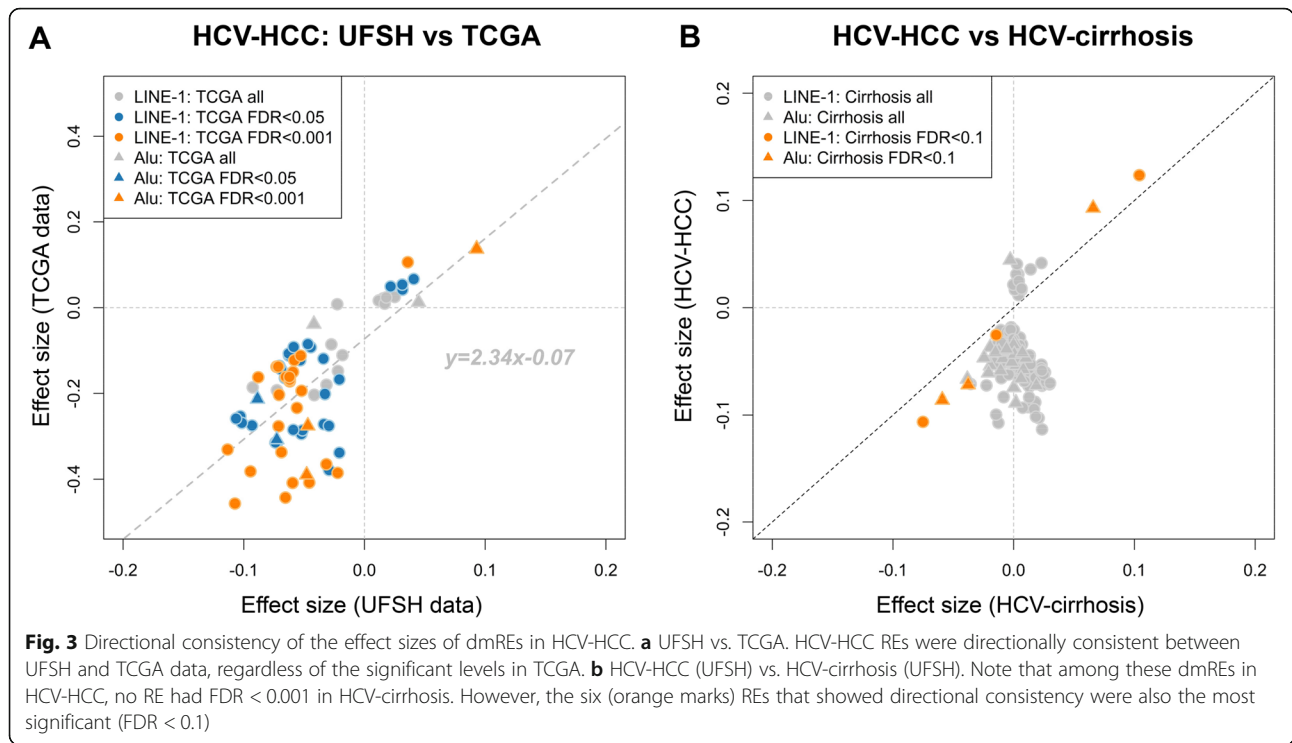 A
HCV-HCC: UFSH vs TCGA
LINE-1: TCGA all
LINE-1: TCGA FDR<0.05
LINE-1: TCGA FDR<0.001
Alu: TCGA all
Alu: TCGA FDR<0.05
Alu: TCGA FDR<0.001
0.4
0.2
0.0
-0.2
-0.4
Effect size (TCGA data)
y=2.34x-0.07
-0.2 -0.1 0.0 0.1 0.2
Effect size (UFSH data)
B
HCV-HCC vs HCV-cirrhosis
LINE-1: Cirrhosis all
Alu: Cirrhosis all
LINE-1: Cirrhosis FDR<0.1
Alu: Cirrhosis FDR<0.1
0.2
0.1
0.0
-0.1
-0.2
Effect size (HCV-HCC)
-0.2 -0.1 0.0 0.1 0.2
Effect size (HCV-cirrhosis)
Fig. 3 Directional consistency of the effect sizes of dmREs in HCV-HCC. a UFSH vs. TCGA. HCV-HCC REs were directionally consistent between
UFSH and TCGA data, regardless of the significant levels in TCGA. b HCV-HCC (UFSH) vs. HCV-cirrhosis (UFSH). Note that among these dmREs in
HCV-HCC, no RE had FDR < 0.001 in HCV-cirrhosis. However, the six (orange marks) REs that showed directional consistency were also the most
significant (FDR < 0.1)